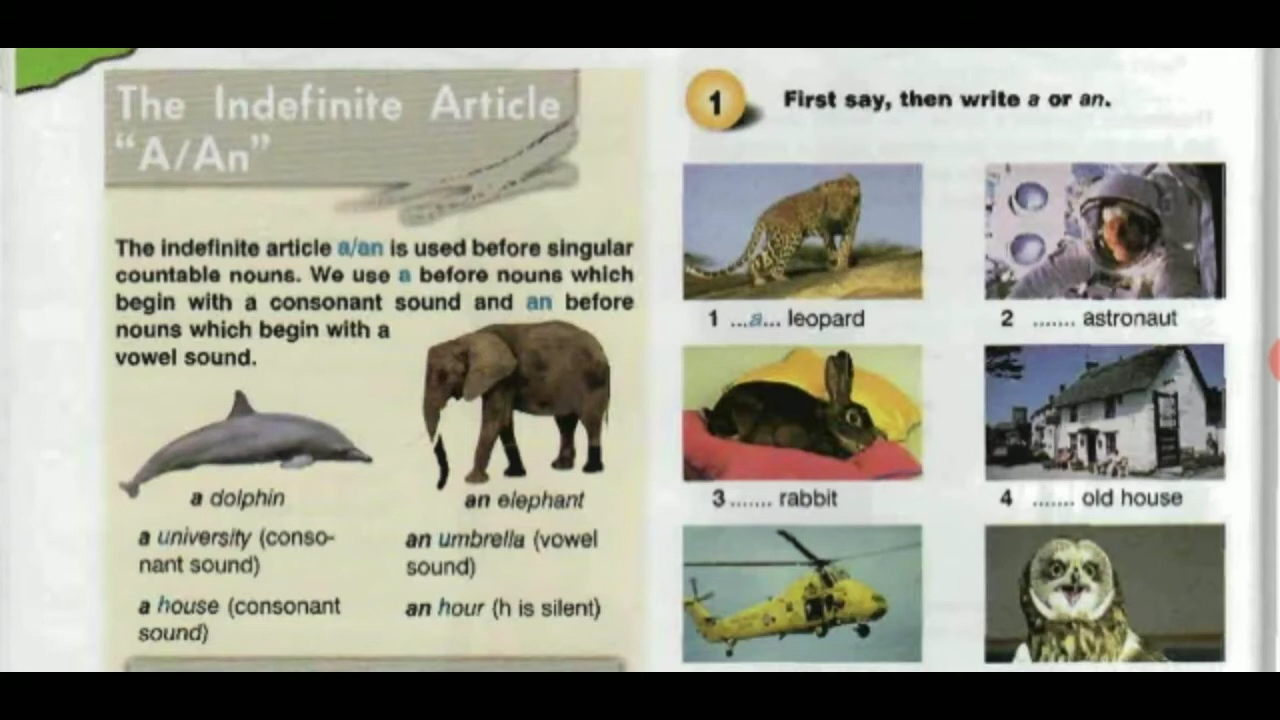 The Indefinite Article
“A/An”
The indefinite article a/an is used before singular
countable nouns. We use a before nouns which
begin with a consonant sound and an before
nouns which begin with a
vowel sound.
a dolphin
an elephant
a university (conso-
nant sound)
an umbrella (vowel
sound)
a house (consonant
sound)
an hour (h is silent)
1 First say, then write a or an.
1 ...a... leopard
2 ....... astronaut
3 ....... rabbit
4 ....... old house